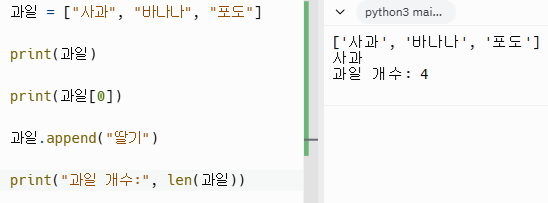 과일 = ["사과", "바나나", "포도"]
print(과일)
print(과일[0])
과일.append("딸기")
print("과일 개수:", len(과일))
python3 mai...
['사과', '바나나', '포도']
사과
과일 개수: 4